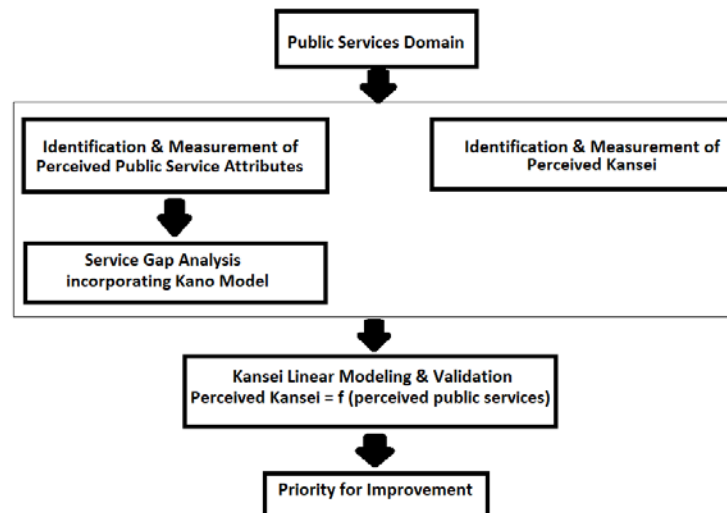 Public Services Domain
Identification & Measurement of
Perceived Public Service Attributes
Identification & Measurement of
Perceived Kansei
Service Gap Analysis
incorporating Kano Model
Kansei Linear Modeling & Validation
Perceived Kansei = f (perceived public services)
Priority for Improvement